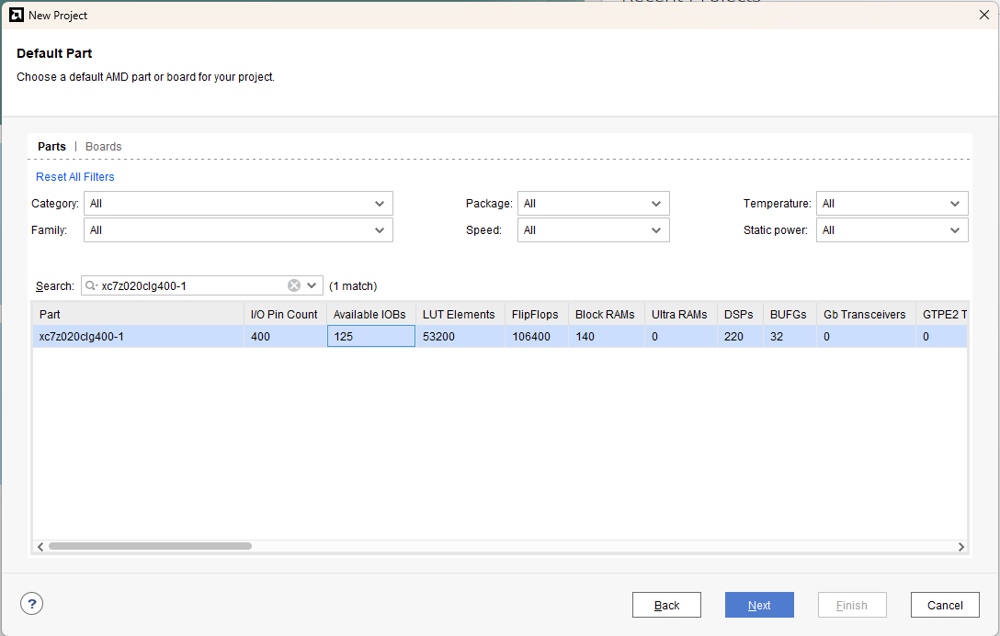 Recent Projects
New Project
Default Part
Choose a default AMD part or board for your project.
Parts | Boards
Reset All Filters
Category: All Package: All Temperature: All
Family: All Speed: All Static power: All
Search: xc7z020clg400-1 (1 match)
Part I/O Pin Count Available IOBs LUT Elements FlipFlops Block RAMs Ultra RAMs DSPs BUFGs Gb Transceivers GTPE2 T
xc7z020clg400-1 400 125 53200 106400 140 0 220 32 0 0
? Back Next Finish Cancel